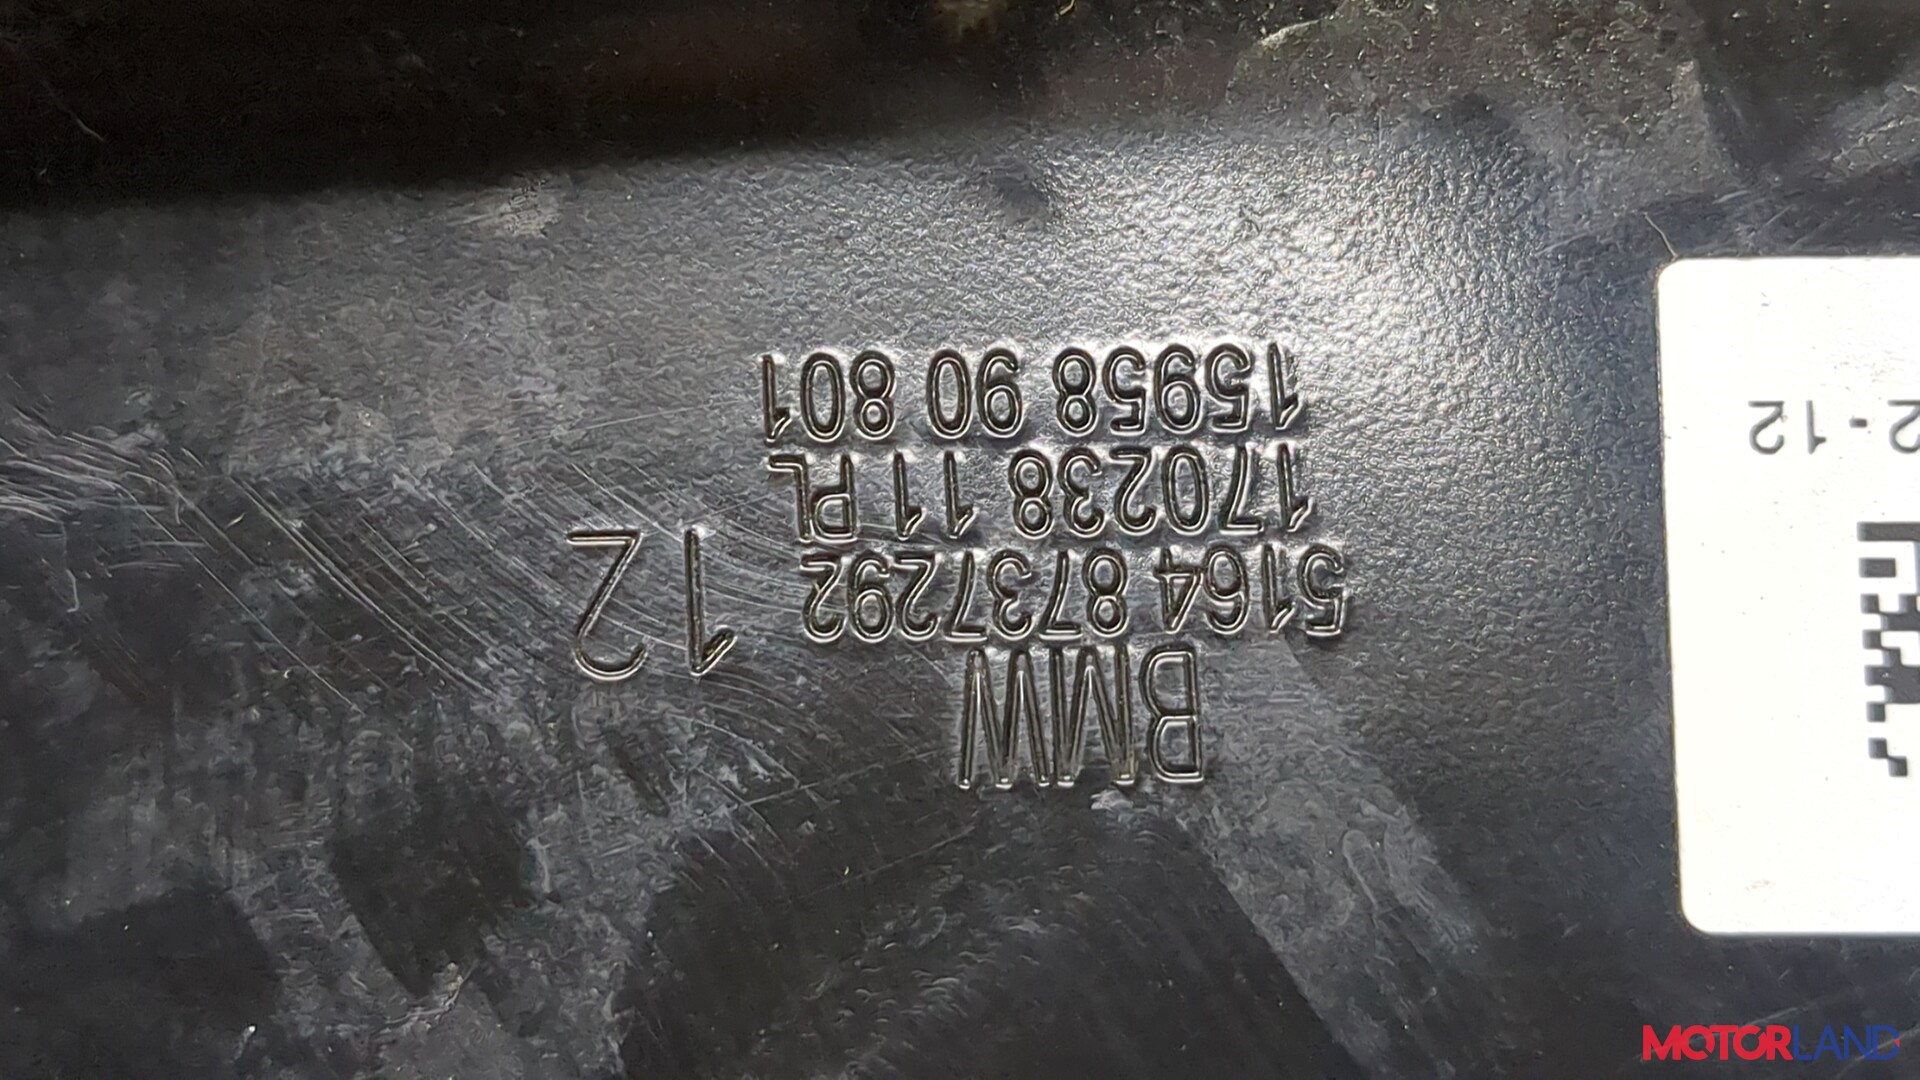 BMW
5164 8737292
12
170238 11 PL
15958 90 801
2-12
MOTORLAND